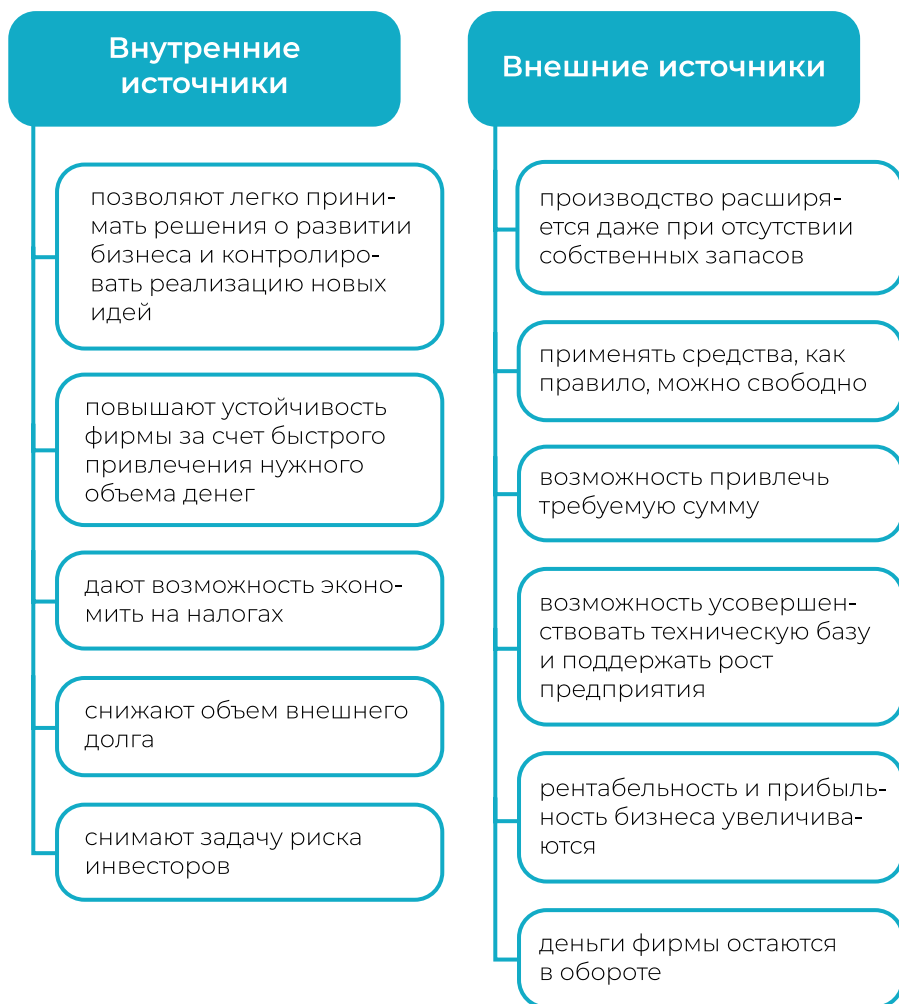 Внутренние
источники
позволяют легко прини-
мать решения о развитии
бизнеса и контролиро-
вать реализацию новых
идей
повышают устойчивость
фирмы за счет быстрого
привлечения нужного
объема денег
дают возможность эконо-
мить на налогах
снижают объем внешнего
долга
снимают задачу риска
инвесторов
Внешние источники
производство расширя-
ется даже при отсутствии
собственных запасов
применять средства, как
правило, можно свободно
возможность привлечь
требуемую сумму
возможность усовершен-
ствовать техническую базу
и поддержать рост
предприятия
рентабельность и прибыль-
ность бизнеса увеличива-
ются
деньги фирмы остаются
в обороте